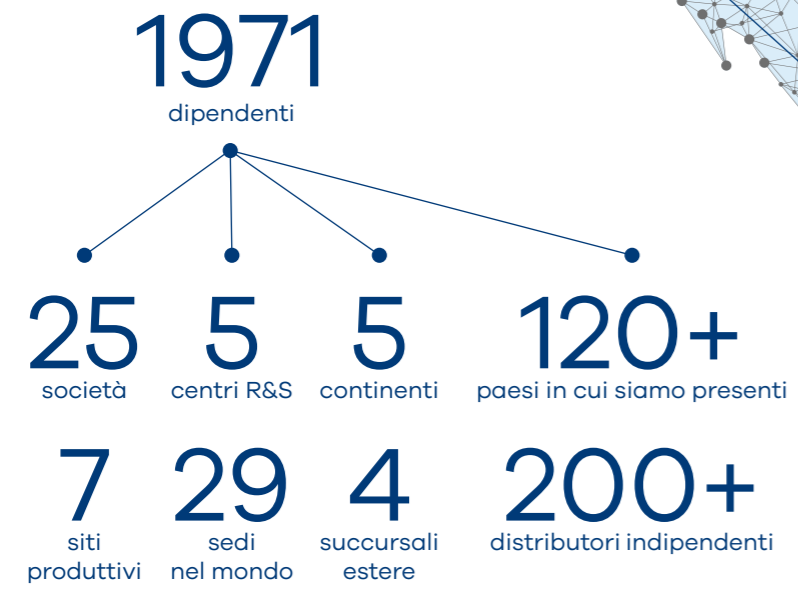 1971
dipendenti
25
società
5
centri R&S
5
continenti
120+
paesi in cui siamo presenti
7
siti
produttivi
29
sedi
nel mondo
4
succursali
estere
200+
distributori indipendenti